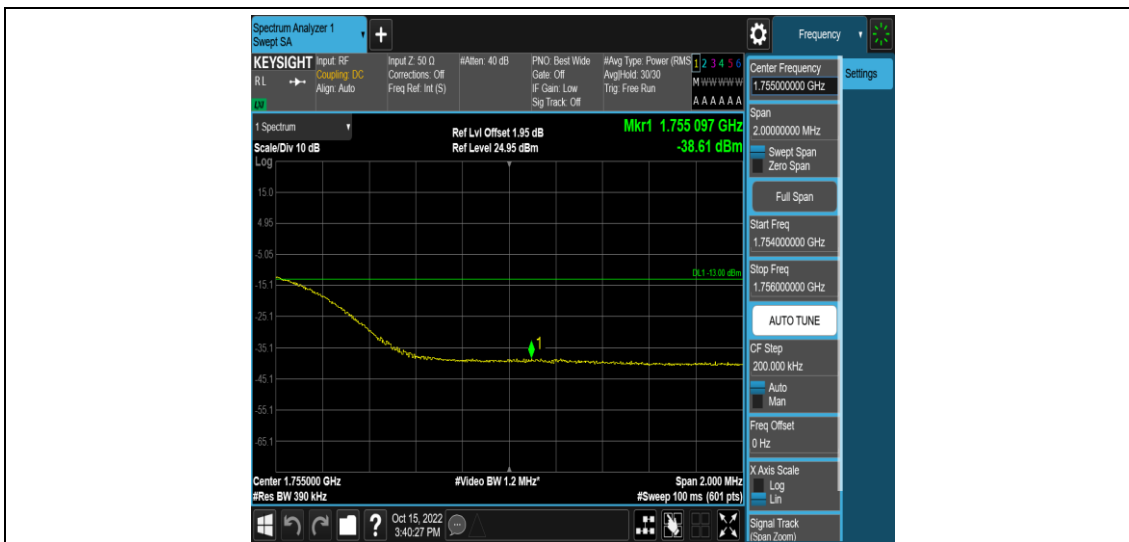 Spectrum Analyzer 1
Swept SA
+
Frequency
KEYSIGHT
RL
LXI
Input: RF
Coupling: DC
Align: Auto
Input Z: 50 Ω
Corrections: Off
Freq Ref: Int (S)
#Atten: 40 dB
PNO: Best Wide
Gate: Off
IF Gain: Low
Sig Track: Off
#Avg Type: Power (RMS
Avg|Hold: 30/30
Trig: Free Run
1 2 3 4 5 6
M W W W W W
A A A A A A
1 Spectrum
Scale/Div 10 dB
Ref Lvl Offset 1.95 dB
Ref Level 24.95 dBm
Mkr1 1.755 097 GHz
-38.61 dBm
Log
15.0
4.95
-5.05
DL1 -13.00 dBm
-15.1
-25.1
-35.1
1
-45.1
-55.1
-65.1
Center 1.755000 GHz
#Video BW 1.2 MHz*
Span 2.000 MHz
#Res BW 390 kHz
#Sweep 100 ms (601 pts)
Oct 15, 2022
3:40:27 PM
?
Center Frequency
1.755000000 GHz
Settings
Span
2.00000000 MHz
Swept Span
Zero Span
Full Span
Start Freq
1.754000000 GHz
Stop Freq
1.756000000 GHz
AUTO TUNE
CF Step
200.000 kHz
Auto
Man
Freq Offset
0 Hz
X Axis Scale
Log
Lin
Signal Track
(Span Zoom)